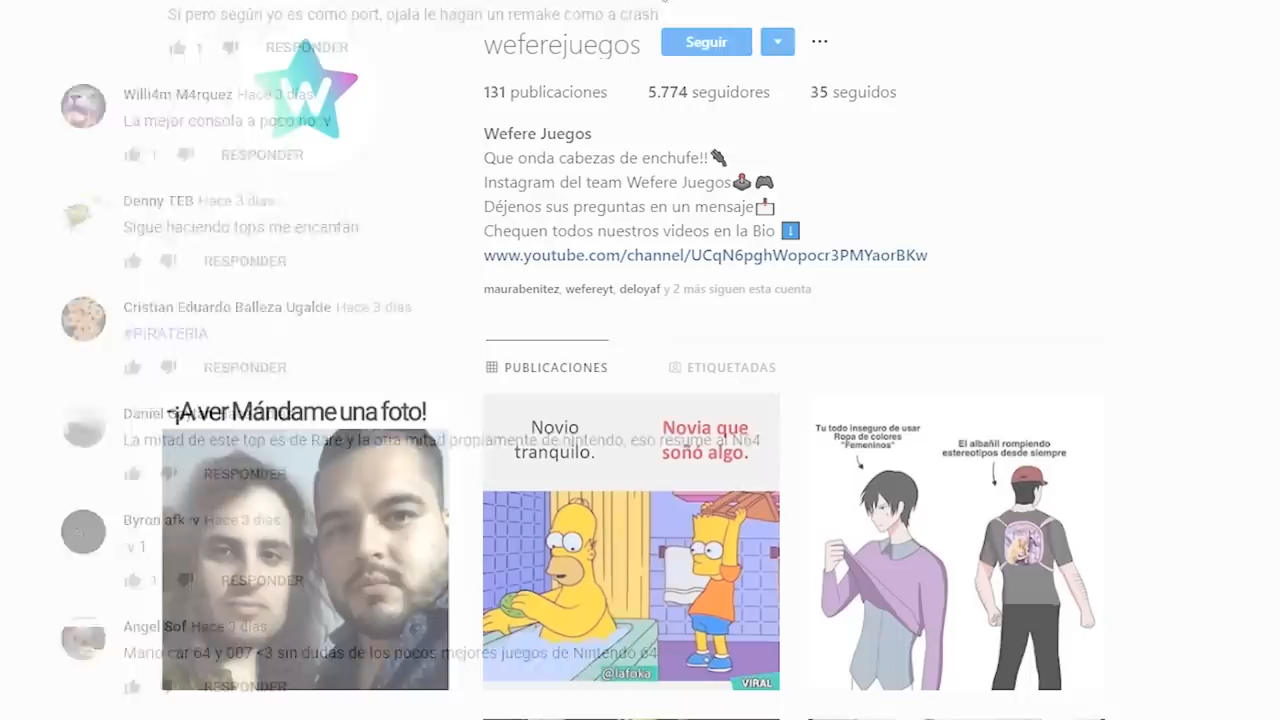 Si pero según yo es como port, ojala le hagan un remake como a crash
1 RESPONDER
W
weferejuegos Seguir
131 publicaciones 5.774 seguidores 35 seguidos
Willi4m M4rquez Hace 3 días
La mejor consola a poco no :v
1 RESPONDER
Wefere Juegos
Que onda cabezas de enchufe!!
Instagram del team Wefere Juegos
Déjenos sus preguntas en un mensaje
Chequen todos nuestros videos en la Bio
www.youtube.com/channel/UCqN6pghWopocr3PMYaorBKw
maurabenitez, wefereyt, deloyaf y 2 más siguen esta cuenta
Denny TEB Hace 3 días
Sigue haciendo tops me encantan
RESPONDER
Cristian Eduardo Balleza Ugalde Hace 3 días
#PIRATERIA
RESPONDER
PUBLICACIONES ETIQUETADAS
-¡A ver Mándame una foto!
Daniel
La mitad de este top es de Rare y la otra mitad propiamente de nintendo, eso resume al N64
RESPONDER
Novio tranquilo.
Novia que soñó algo.
Tu todo inseguro de usar
Ropa de colores
"Femeninos"
El albañil rompiendo
estereotipos desde siempre
Byron afk :v Hace 3 días
:v 1
1 RESPONDER
Angel Sof Hace 3 días
Mario car 64 y 007 <3 sin dudas de los pocos mejores juegos de Nintendo 64
RESPONDER
@lafoka
VIRAL